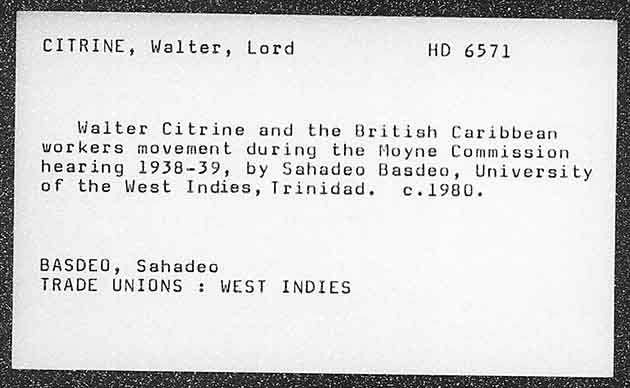 CITRINE, Walter, Lord HD 6571
Walter Citrine and the British Caribbean
workers movement during the Moyne Commission
hearing 1938-39, by Sahadeo Basdeo, University
of the West Indies, Trinidad. c.1980.
BASDEO, Sahadeo
TRADE UNIONS : WEST INDIES